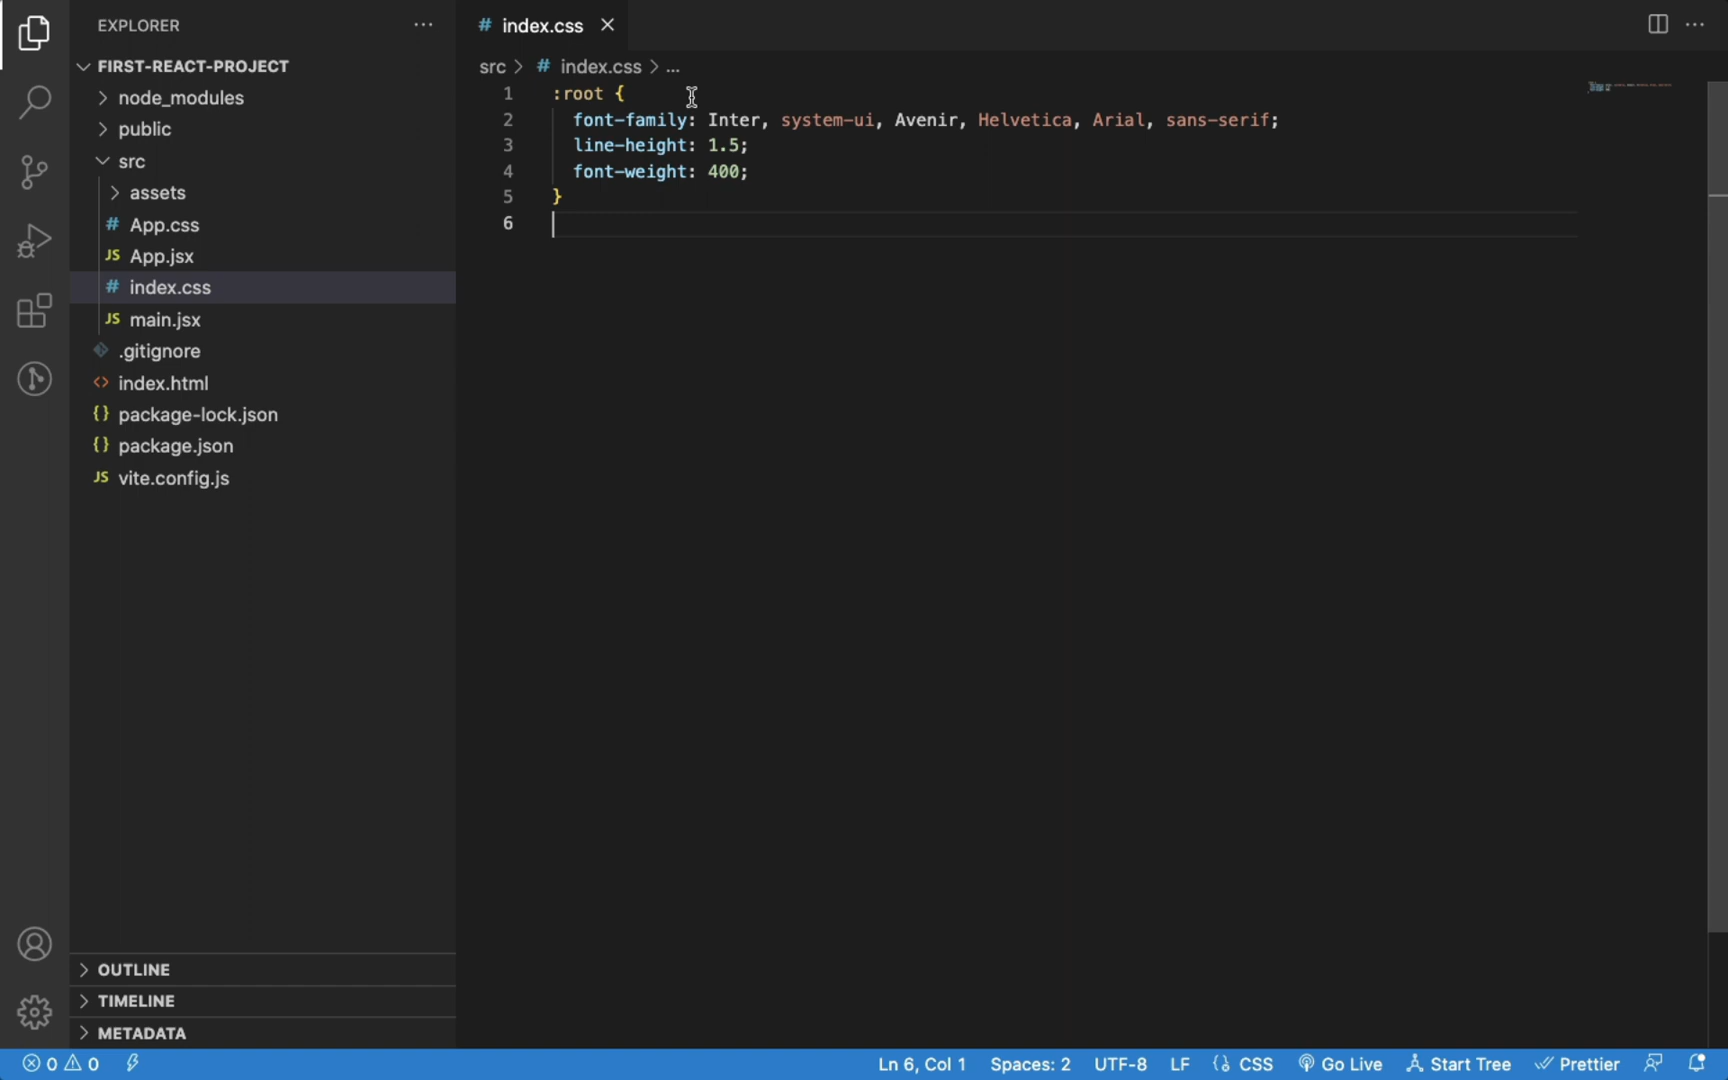 EXPLORER
FIRST-REACT-PROJECT
node_modules
public
src
assets
# App.css
JS App.jsx
# index.css
JS main.jsx
.gitignore
<> index.html
{} package-lock.json
{} package.json
JS vite.config.js
OUTLINE
TIMELINE
METADATA
# index.css
src > # index.css > ...
1 :root {
2 font-family: Inter, system-ui, Avenir, Helvetica, Arial, sans-serif;
3 line-height: 1.5;
4 font-weight: 400;
5 }
6
0 0 Ln 6, Col 1 Spaces: 2 UTF-8 LF CSS Go Live Start Tree Prettier